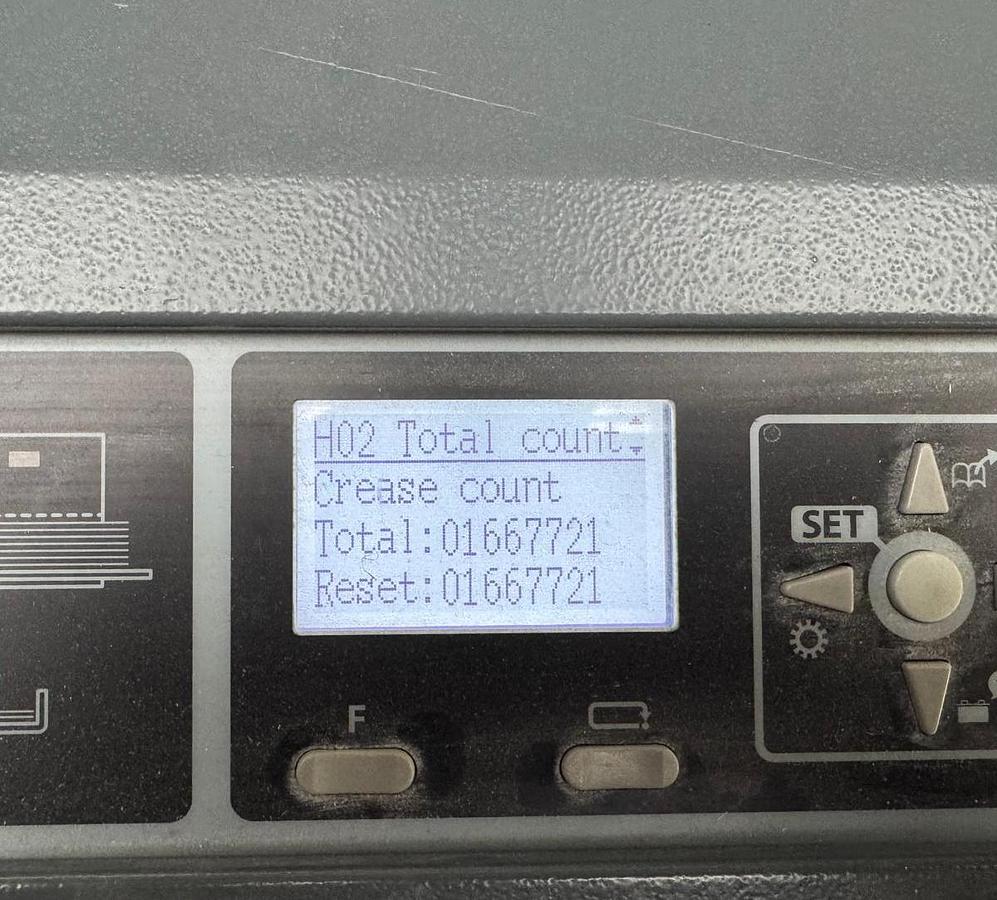 H02 Total count
Crease count
Total:01667721
Reset:01667721
SET
F